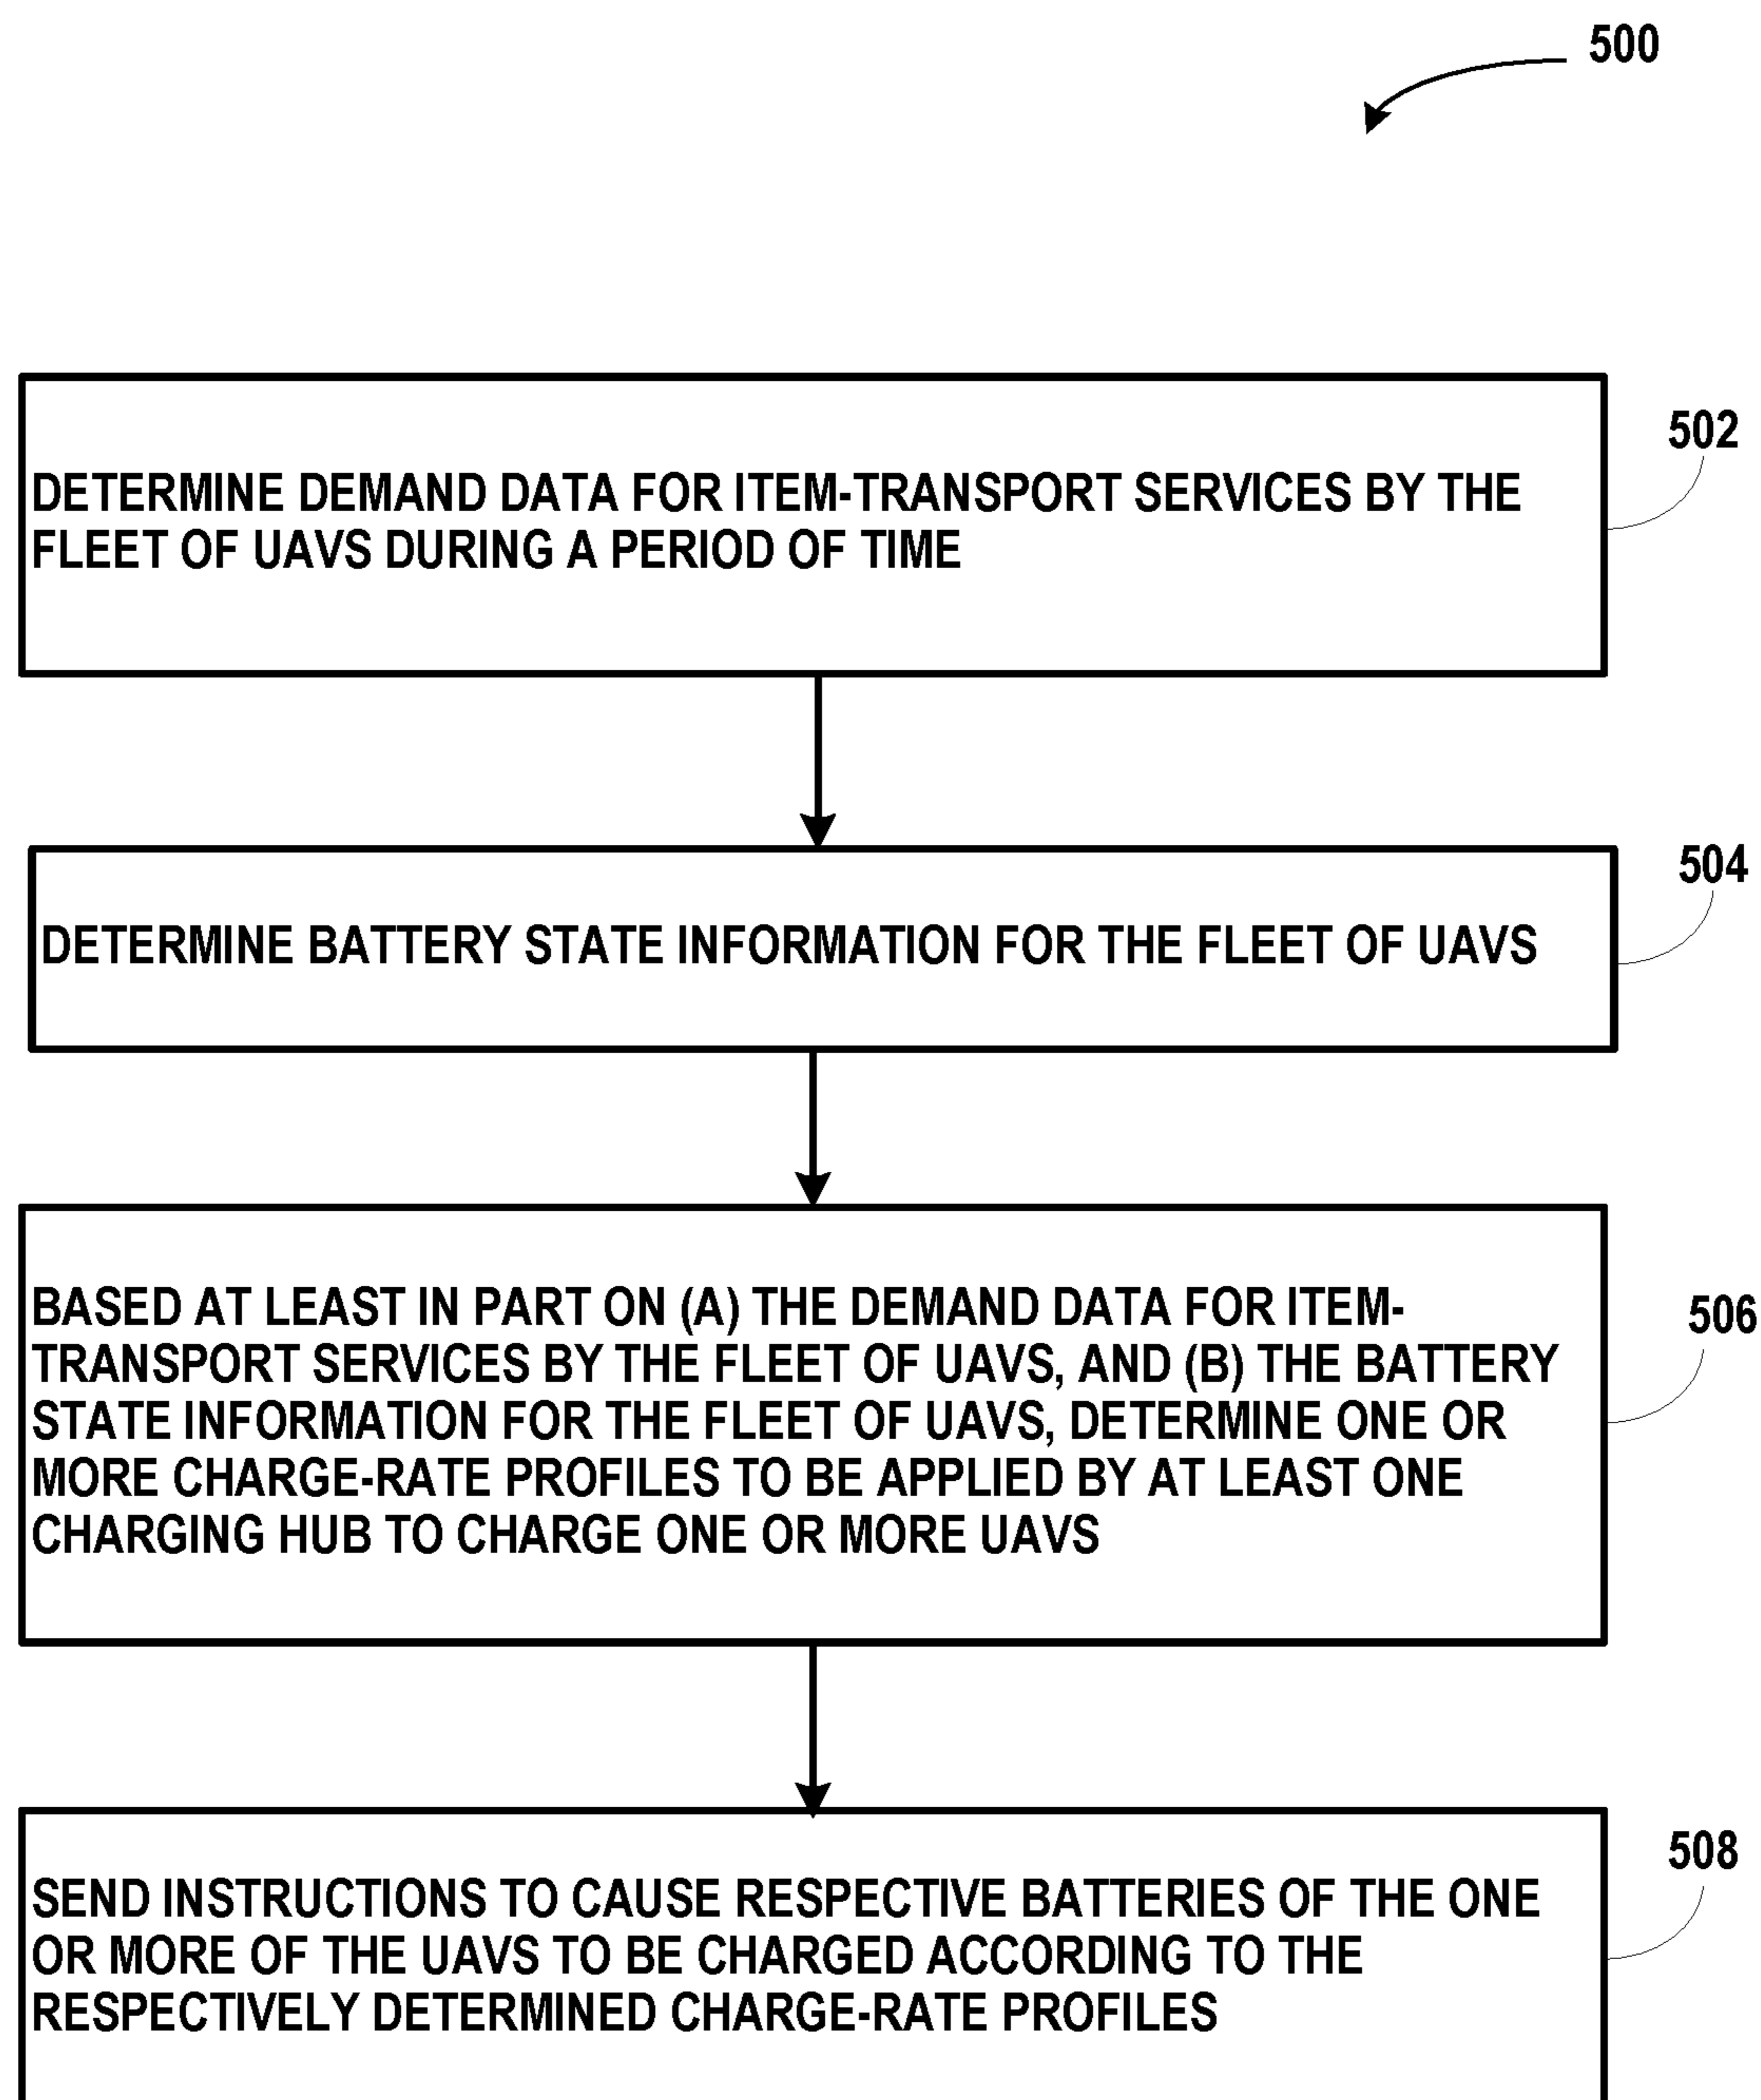 500
502
DETERMINE DEMAND DATA FOR ITEM-TRANSPORT SERVICES BY THE
FLEET OF UAVS DURING A PERIOD OF TIME
504
DETERMINE BATTERY STATE INFORMATION FOR THE FLEET OF UAVS
506
BASED AT LEAST IN PART ON (A) THE DEMAND DATA FOR ITEM-
TRANSPORT SERVICES BY THE FLEET OF UAVS, AND (B) THE BATTERY
STATE INFORMATION FOR THE FLEET OF UAVS, DETERMINE ONE OR
MORE CHARGE-RATE PROFILES TO BE APPLIED BY AT LEAST ONE
CHARGING HUB TO CHARGE ONE OR MORE UAVS
508
SEND INSTRUCTIONS TO CAUSE RESPECTIVE BATTERIES OF THE ONE
OR MORE OF THE UAVS TO BE CHARGED ACCORDING TO THE
RESPECTIVELY DETERMINED CHARGE-RATE PROFILES